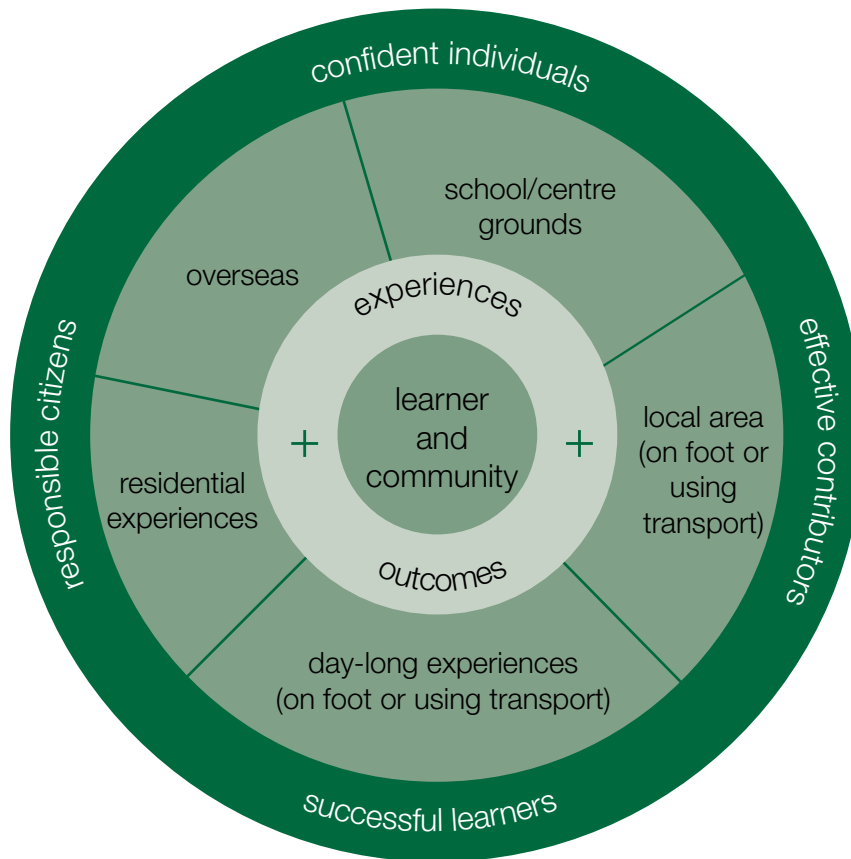 confident individuals
school/centre
grounds
overseas
experiences
effective contributors
responsible citizens
learner
and
community
+
+
local area
(on foot or
using
transport)
residential
experiences
outcomes
day-long experiences
(on foot or using transport)
successful learners